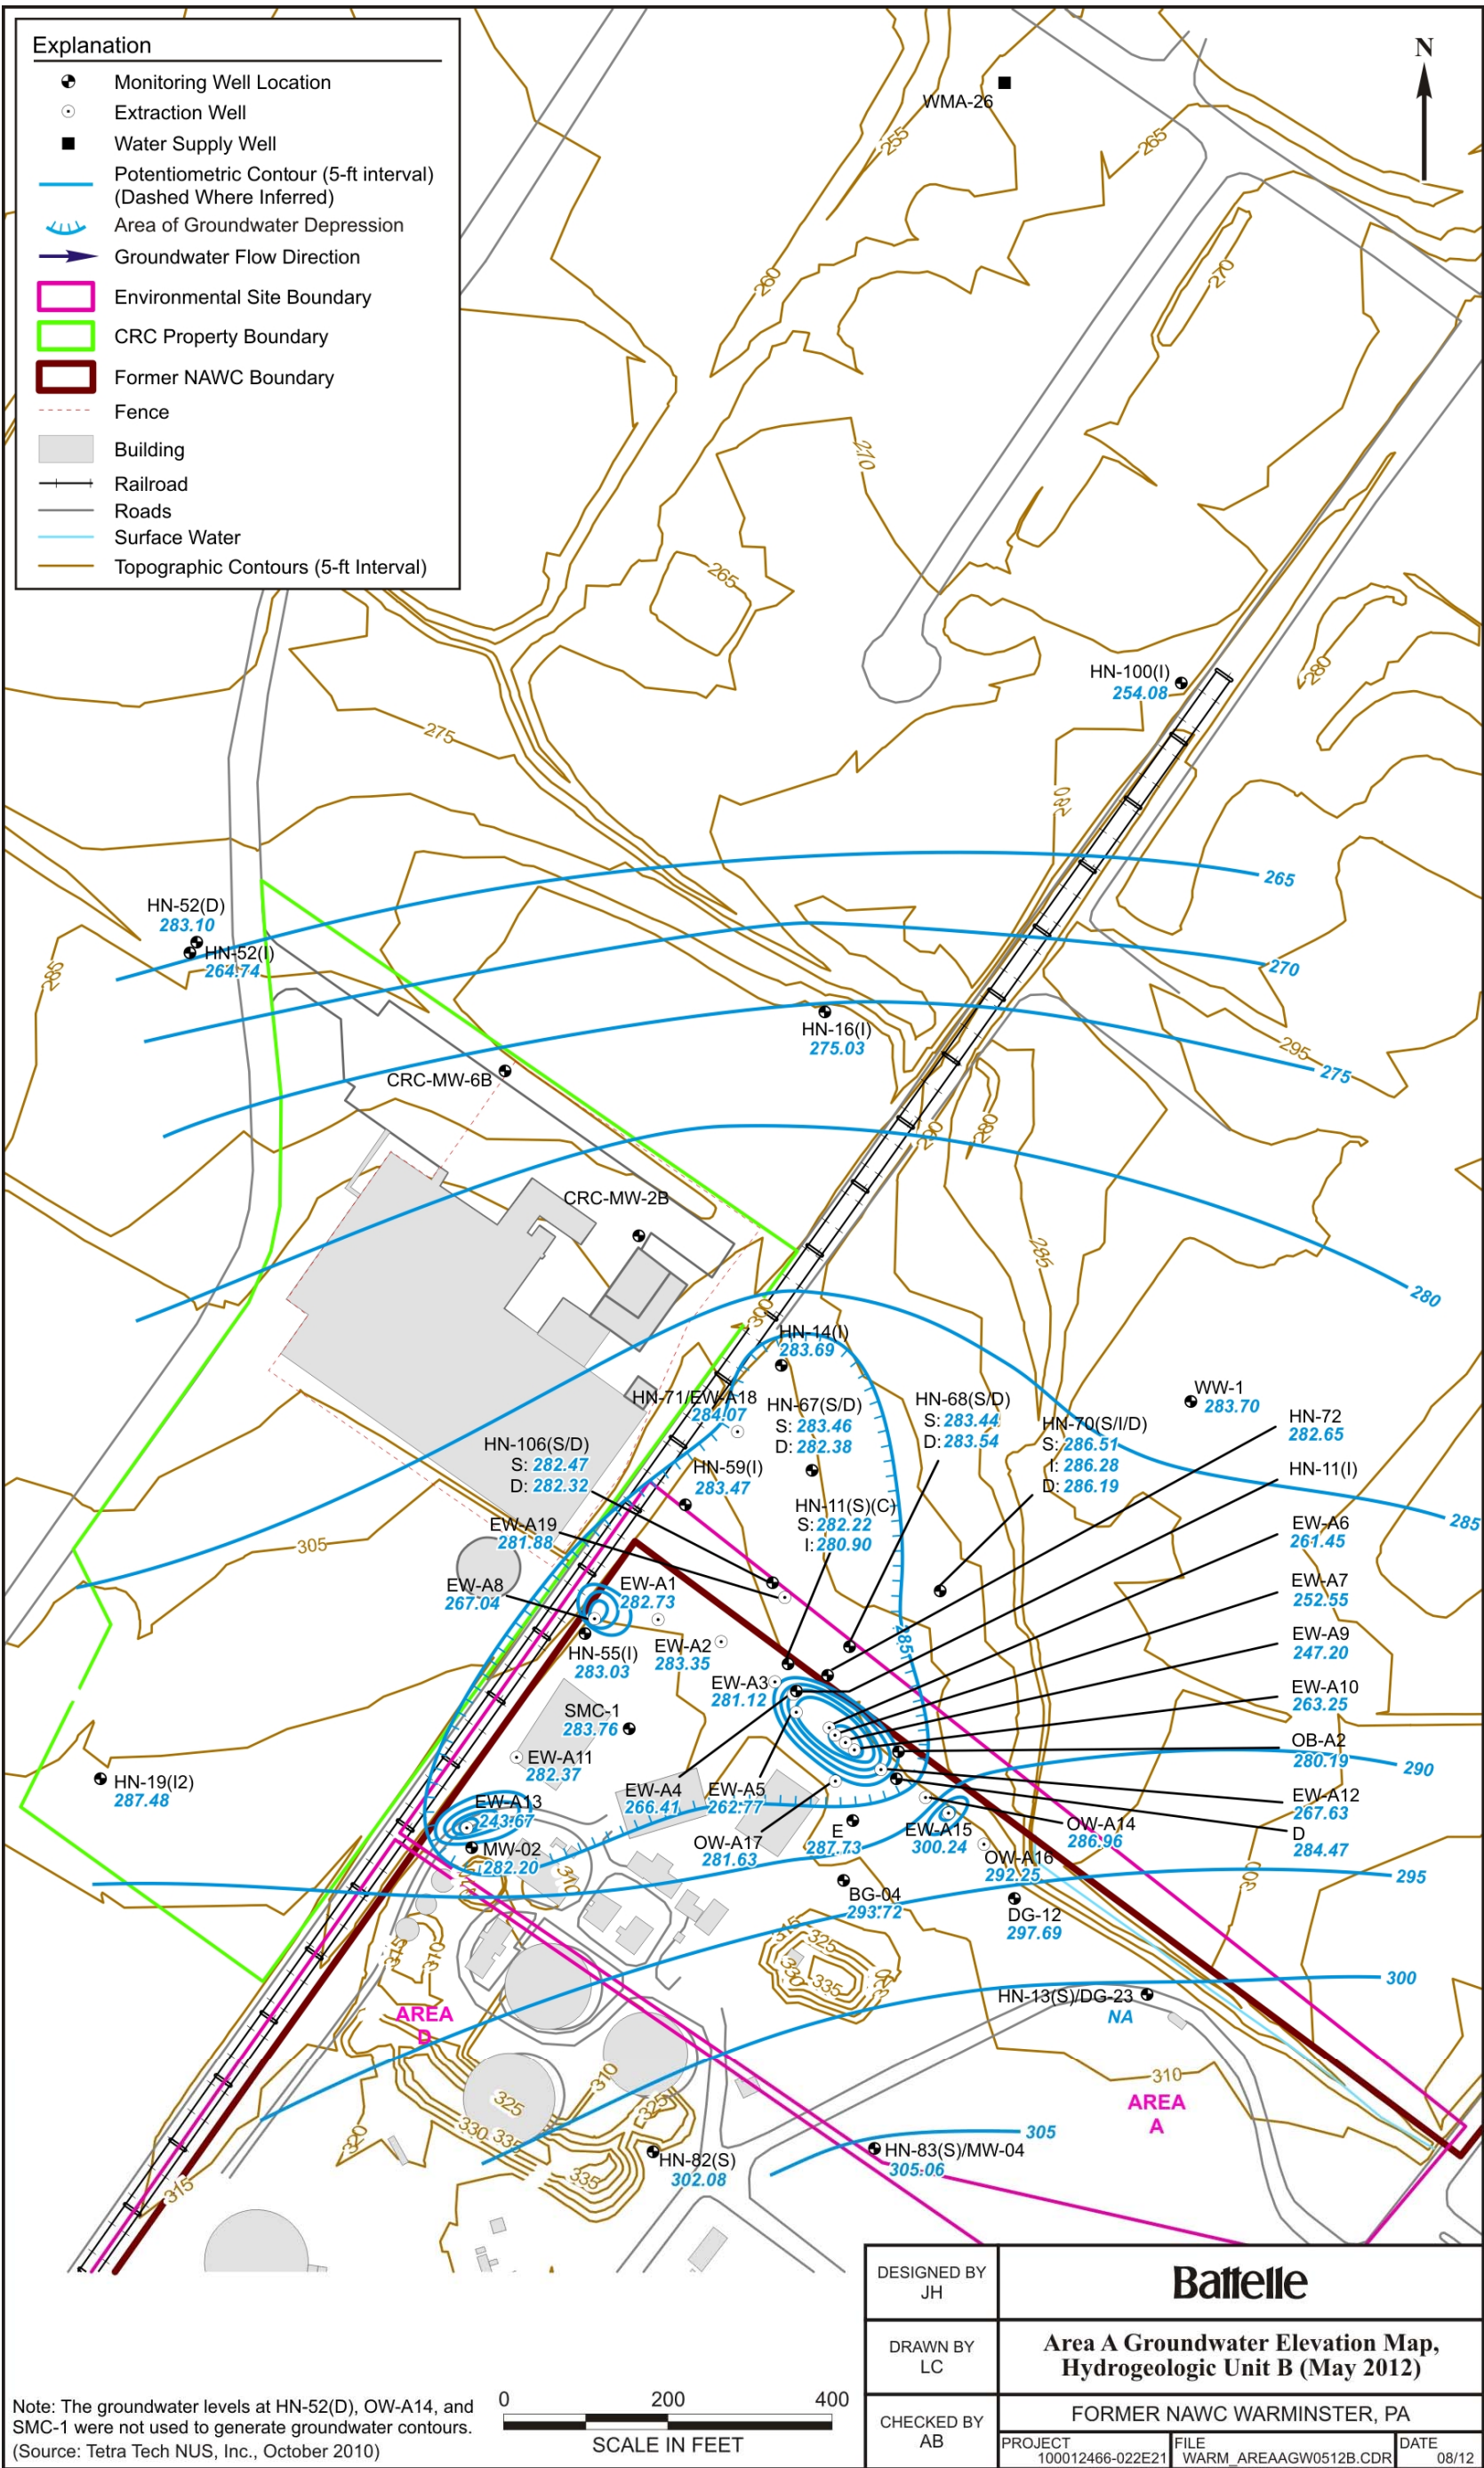 Explanation
Monitoring Well Location
Extraction Well
Water Supply Well
Potentiometric Contour (5-ft interval)
(Dashed Where Inferred)
Area of Groundwater Depression
Groundwater Flow Direction
Environmental Site Boundary
CRC Property Boundary
Former NAWC Boundary
Fence
Building
Railroad
Roads
Surface Water
Topographic Contours (5-ft Interval)
N
WMA-26
255
265
260
270
270
265
HN-100(I)
254.08
280
275
280
265
HN-52(D)
283.10
HN-52(I)
264.74
285
270
HN-16(I)
275.03
295
275
CRC-MW-6B
290
280
CRC-MW-2B
285
280
300
HN-14(I)
283.69
HN-71/EW-A18
284.07
HN-67(S/D)
S: 283.46
D: 282.38
HN-68(S/D)
S: 283.44
D: 283.54
HN-70(S/I/D)
S: 286.51
I: 286.28
D: 286.19
WW-1
283.70
HN-72
282.65
HN-11(I)
HN-106(S/D)
S: 282.47
D: 282.32
HN-59(I)
283.47
HN-11(S)(C)
S: 282.22
I: 280.90
285
EW-A19
281.88
305
EW-A6
261.45
EW-A8
267.04
EW-A1
282.73
EW-A7
252.55
HN-55(I)
283.03
EW-A2
283.35
285
EW-A9
247.20
EW-A3
281.12
EW-A10
263.25
SMC-1
283.76
OB-A2
280.19
EW-A11
282.37
290
HN-19(I2)
287.48
EW-A4
266.41
EW-A5
262.77
EW-A12
267.63
EW-A13
243.67
OW-A17
281.63
E
287.73
EW-A15
300.24
OW-A14
286.96
D
284.47
MW-02
282.20
OW-A16
292.25
310
295
BG-04
293.72
DG-12
297.69
300
315
325
330
335
315
310
300
HN-13(S)/DG-23
NA
AREA
D
310
310
AREA
A
325
325
330
335
320
305
HN-82(S)
302.08
HN-83(S)/MW-04
305.06
335
315
DESIGNED BY
JH
Battelle
DRAWN BY
LC
Area A Groundwater Elevation Map,
Hydrogeologic Unit B (May 2012)
CHECKED BY
AB
FORMER NAWC WARMINSTER, PA
PROJECT
100012466-022E21
FILE
WARM_AREAAGW0512B.CDR
DATE
08/12
Note: The groundwater levels at HN-52(D), OW-A14, and
SMC-1 were not used to generate groundwater contours.
(Source: Tetra Tech NUS, Inc., October 2010)
0 200 400
SCALE IN FEET